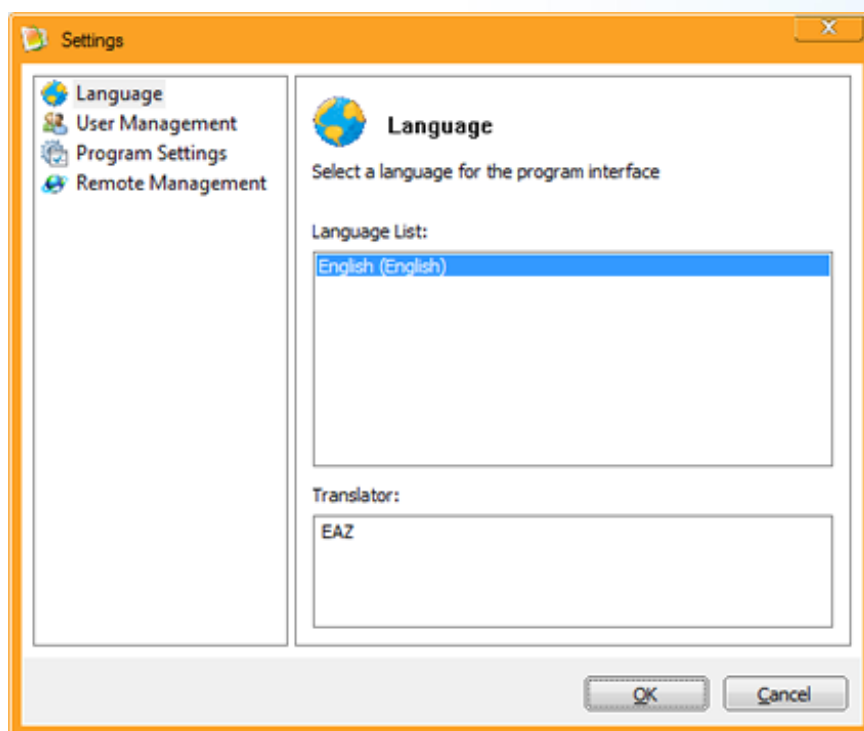 Settings
Language
User Management
Program Settings
Remote Management
Language
Select a language for the program interface
Language List:
English (English)
Translator:
EAZ
OK
Cancel